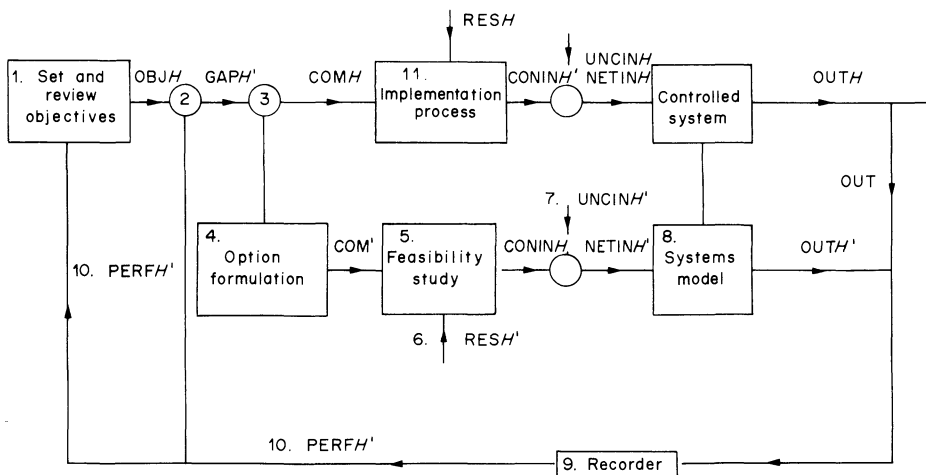 RESH
1. Set and
review
objectives
OBJH
2
GAPH'
3
COMH
11.
Implementation
process
CONINH'
UNCINH
NETINH
Controlled
system
OUTH
OUT
4.
Option
formulation
COM'
5.
Feasibility
study
CONINH
7. UNCINH'
NETINH'
8.
Systems
model
OUTH'
6. RESH'
10. PERFH'
10. PERFH'
9. Recorder